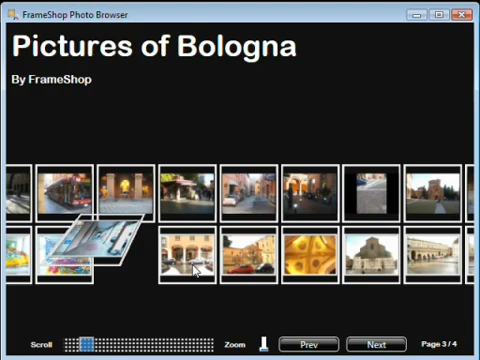 FrameShop Photo Browser
Pictures of Bologna
By FrameShop
Scroll
Zoom
Prev
Next
Page 3 / 4